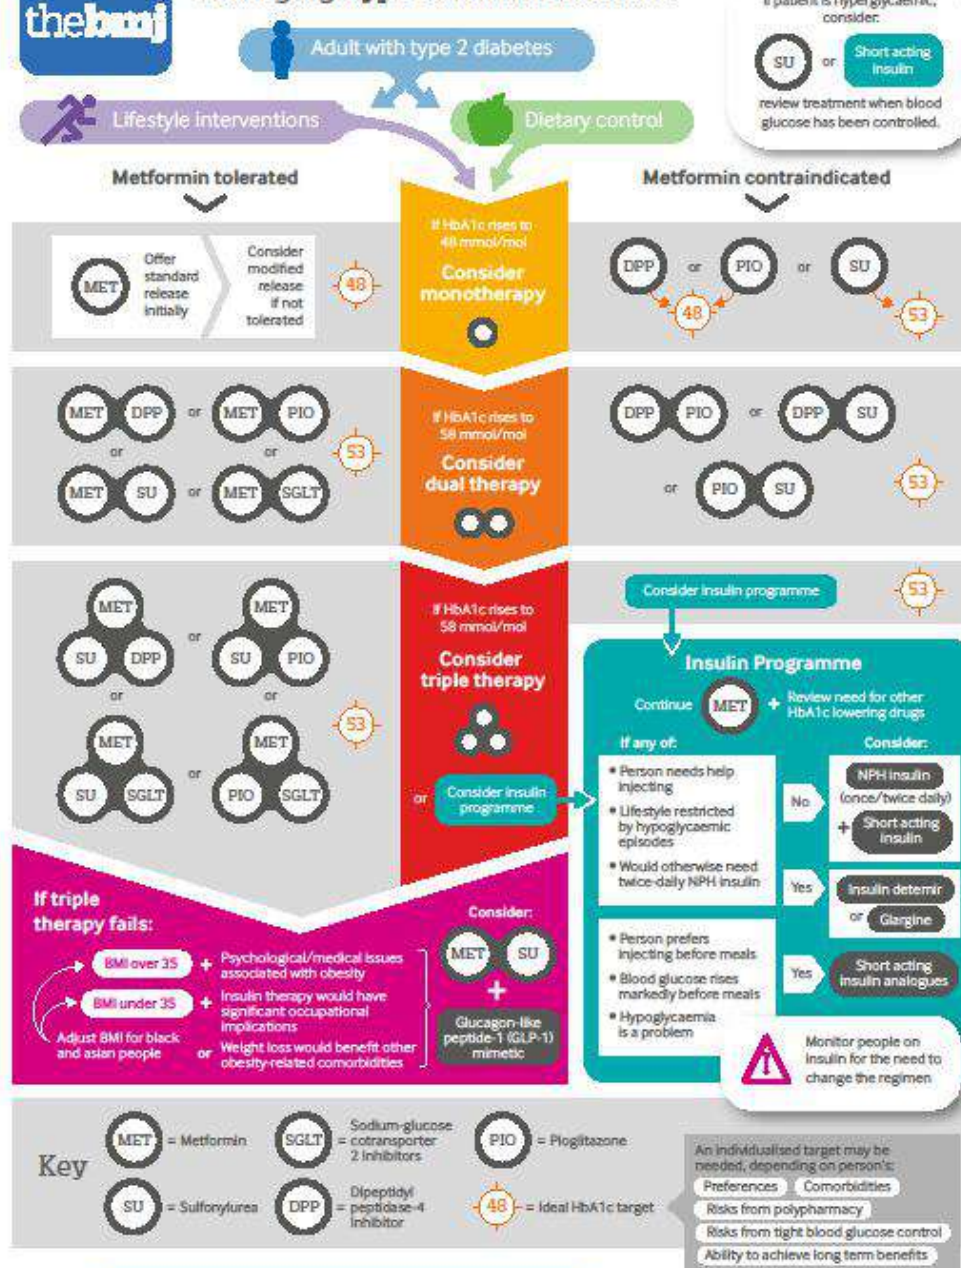 thebmj
Adult with type 2 diabetes
Lifestyle interventions
Dietary control
If patient is hyperglycaemic,
consider:
SU or Short acting
insulin
review treatment when blood
glucose has been controlled.
Metformin tolerated
Metformin contraindicated
MET
Offer
standard
release
initially
Consider
modified
release
if not
tolerated
48
If HbA1c rises to
48 mmol/mol
Consider
monotherapy
DPP or PIO or SU
48
53
MET DPP or MET PIO
or or
MET SU or MET SGLT
53
If HbA1c rises to
58 mmol/mol
Consider
dual therapy
DPP PIO or DPP SU
or PIO SU
53
MET MET
SU DPP or SU PIO
or or
MET MET
SU SGLT or PIO SGLT
53
If HbA1c rises to
58 mmol/mol
Consider
triple therapy
or Consider insulin
programme
Consider insulin programme
53
Insulin Programme
Continue MET + Review need for other
HbA1c lowering drugs
If any of:
Consider:
• Person needs help
injecting
• Lifestyle restricted
by hypoglycaemic
episodes
• Would otherwise need
twice-daily NPH insulin
No
NPH insulin
(once/twice daily)
+ Short acting
insulin
Yes
Insulin detemir
or Glargine
• Person prefers
injecting before meals
• Blood glucose rises
markedly before meals
• Hypoglycaemia
is a problem
Yes
Short acting
insulin analogues
Monitor people on
insulin for the need to
change the regimen
If triple
therapy fails:
BMI over 35 + Psychological/medical issues
associated with obesity
BMI under 35 + Insulin therapy would have
significant occupational
implications
Adjust BMI for black
and asian people
or Weight loss would benefit other
obesity-related comorbidities
Consider:
MET SU
+
Glucagon-like
peptide-1 (GLP-1)
mimetic
Key
MET = Metformin
SGLT = Sodium-glucose
cotransporter
2 inhibitors
PIO = Pioglitazone
SU = Sulfonylurea
DPP = Dipeptidyl
peptidase-4
inhibitor
48 = Ideal HbA1c target
An individualised target may be
needed, depending on person's:
Preferences Comorbidities
Risks from polypharmacy
Risks from tight blood glucose control
Ability to achieve long term benefits